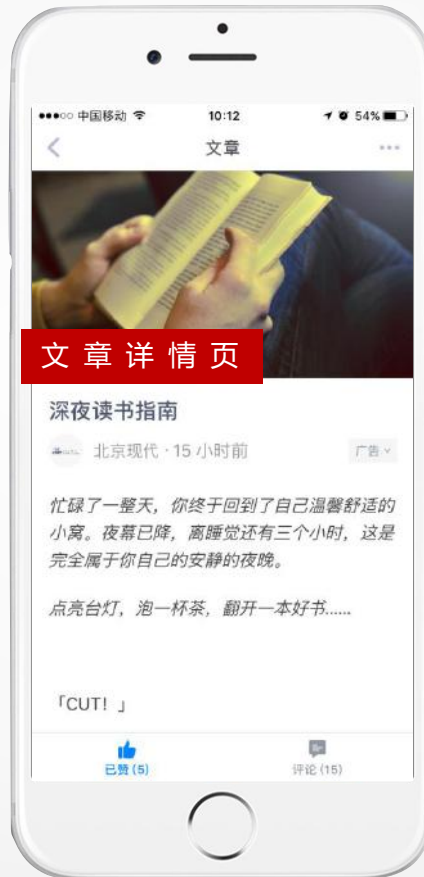 中国移动 10:12 54%
文章
文章详情页
深夜读书指南
北京现代 · 15 小时前 广告
忙碌了一整天，你终于回到了自己温馨舒适的
小窝。夜幕已降，离睡觉还有三个小时，这是
完全属于你自己的安静的夜晚。
点亮台灯，泡一杯茶，翻开一本好书......
「CUT！」
已赞 (5) 评论 (15)